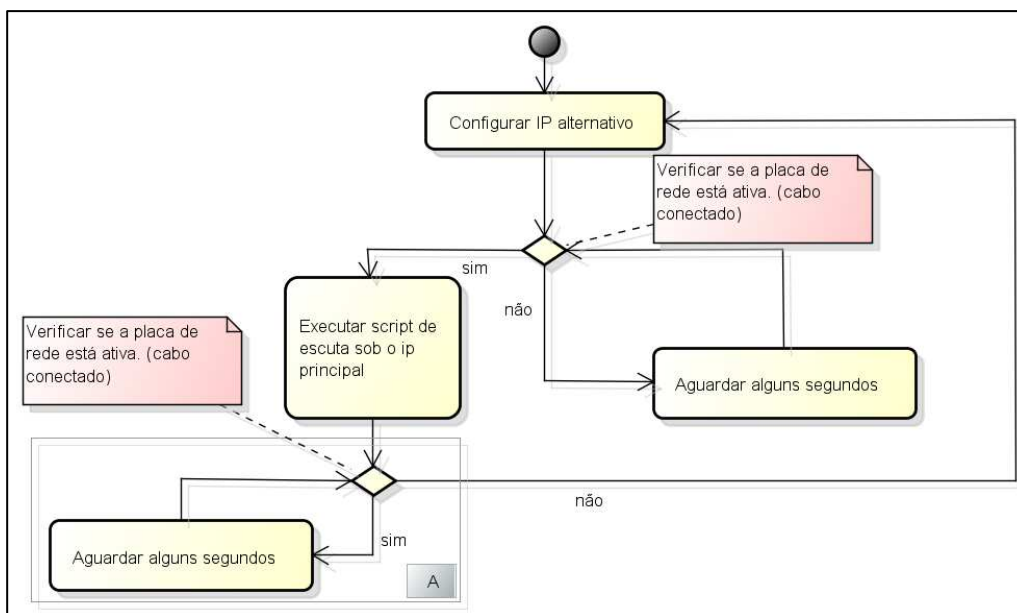 Configurar IP alternativo
Verificar se a placa de
rede está ativa. (cabo
conectado)
sim
não
Executar script de
escuta sob o ip
principal
Verificar se a placa de
rede está ativa. (cabo
conectado)
Aguardar alguns segundos
não
sim
Aguardar alguns segundos
A